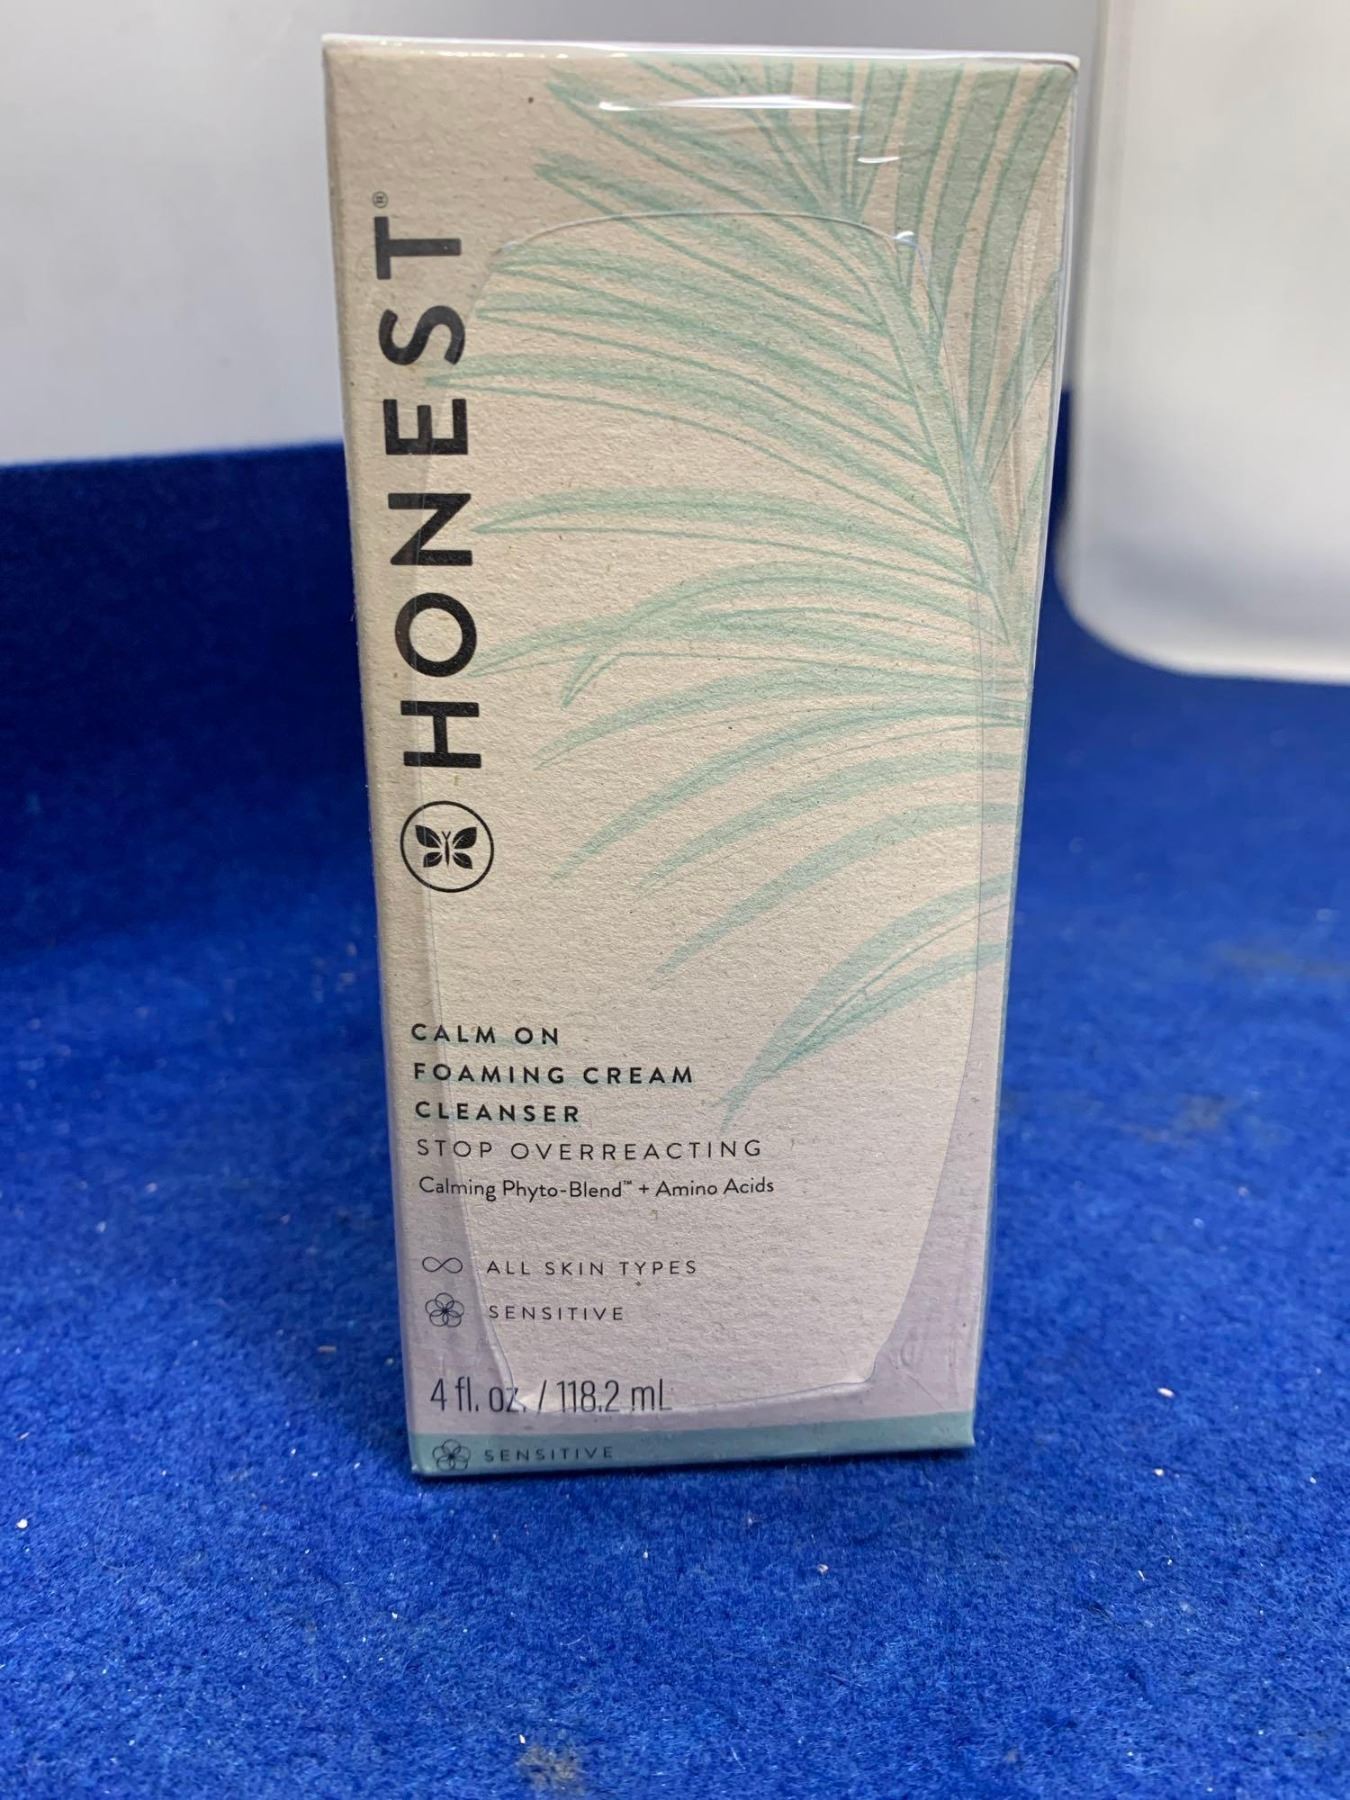 HONEST®
CALM ON
FOAMING CREAM
CLEANSER
STOP OVERREACTING
Calming Phyto-Blend™ + Amino Acids
ALL SKIN TYPES
SENSITIVE
4 fl. oz. / 118.2 mL
SENSITIVE